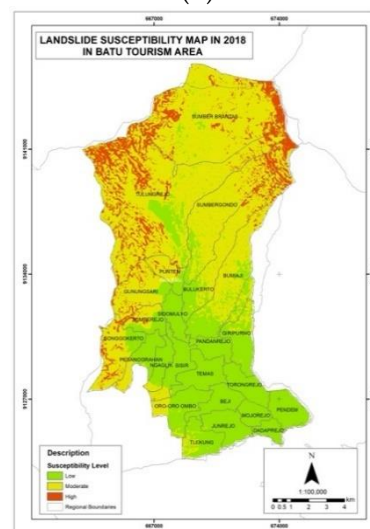 LANDSLIDE SUSCEPTIBILITY MAP IN 2018
IN BATU TOURISM AREA
667000
674000
SUMBER BRANTAS
9141000
TULUNGREJO
SUMBERGONDO
9134000
PUNTEN
BUMIAJI
GUNUNGSARI
BULUKERTO
SIDOMULYO
GIRIPURNO
SUMBEREJO
PANDANREJO
SONGGOKERTO
PESANGGRAHAN
NGAGLIK
SISIR
TEMAS
TORONGREJO
9127000
ORO-ORO OMBO
BEJI
PENDEM
MOJOREJO
JUNREJO
DADAPREJO
TLEKUNG
Description
Susceptibility Level
Low
Moderate
High
Regional Boundaries
N
1:100,000
0 0.5 1 2 3 4
km
667000
674000